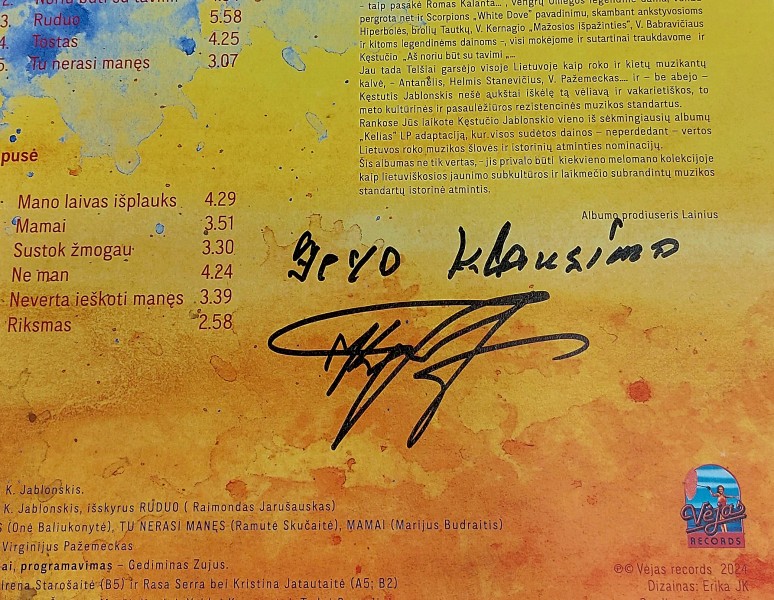 – taip pasakė Romas Kalanta...
pergrota net ir Scorpions „White Dove“ pavadinimu, skambant ankstyvosioms
Hiperbolės, brolių Tautkų, V. Kernagio „Mažosios išpažinties“, V. Babravičiaus
ir kitoms legendinėms dainoms -, visi mokėjome ir sutartinai traukdavome ir
Kęstučio „Aš noriu būt su tavimi „...
Jau tada Telšiai garsėjo visoje Lietuvoje kaip roko ir kietų muzikantų
kalvė, - Antanėlis, Helmis Stanevičius, V. Pažemeckas.... ir – be abejo –
Kęstutis Jablonskis nešė aukštai iškėlę tą vėliavą ir vakarietiškos, to
meto kultūrinės ir pasaulėžiūros rezistencinės muzikos standartus.
Rankose Jūs laikote Kęstučio Jablonskio vieno iš sėkmingiausių albumų
„Kelias“ LP adaptaciją, kur visos sudėtos dainos – neperdedant – vertos
Lietuvos roko muzikos šlovės ir istorinių atminties nominacijų.
Šis albumas ne tik vertas,- jis privalo būti kiekvieno melomano kolekcijoje
kaip lietuviškosios jaunimo subkultūros ir laikmečio subrandintų muzikos
standartų istorinė atmintis.
Albumo prodiuseris Lainius
5.58
3. Ruduo
4. Tostas 4.25
5. Tu nerasi manęs 3.07
pusė
Mano laivas išplauks 4.29
Mamai 3.51
Sustok žmogau 3.30
Ne man 4.24
Neverta ieškoti manęs 3.39
Riksmas 2.58
Gero klausimo
K. Jablonskis.
K. Jablonskis, išskyrus RUDUO ( Raimondas Jarušauskas)
(Onė Baliukonytė), TU NERASI MANĘS (Ramutė Skučaitė), MAMAI (Marijus Budraitis)
Virginijus Pažemeckas
ai, programavimas – Gediminas Zujus.
Irena Starošaitė (B5) ir Rasa Serra bei Kristina Jatautaitė (A5; B2)
Vėjas
RECORDS
℗© Vėjas records 2024
Dizainas: Erika JK